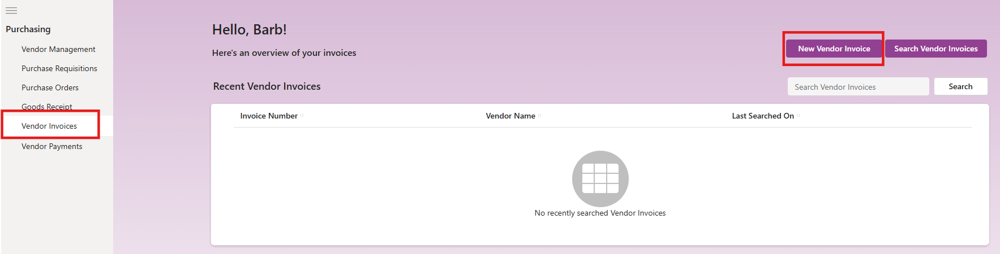 Purchasing
Vendor Management
Purchase Requisitions
Purchase Orders
Goods Receipt
Vendor Invoices
Vendor Payments
Hello, Barb!
Here's an overview of your invoices
New Vendor Invoice
Search Vendor Invoices
Recent Vendor Invoices
Search Vendor Invoices
Search
Invoice Number
Vendor Name
Last Searched On
No recently searched Vendor Invoices